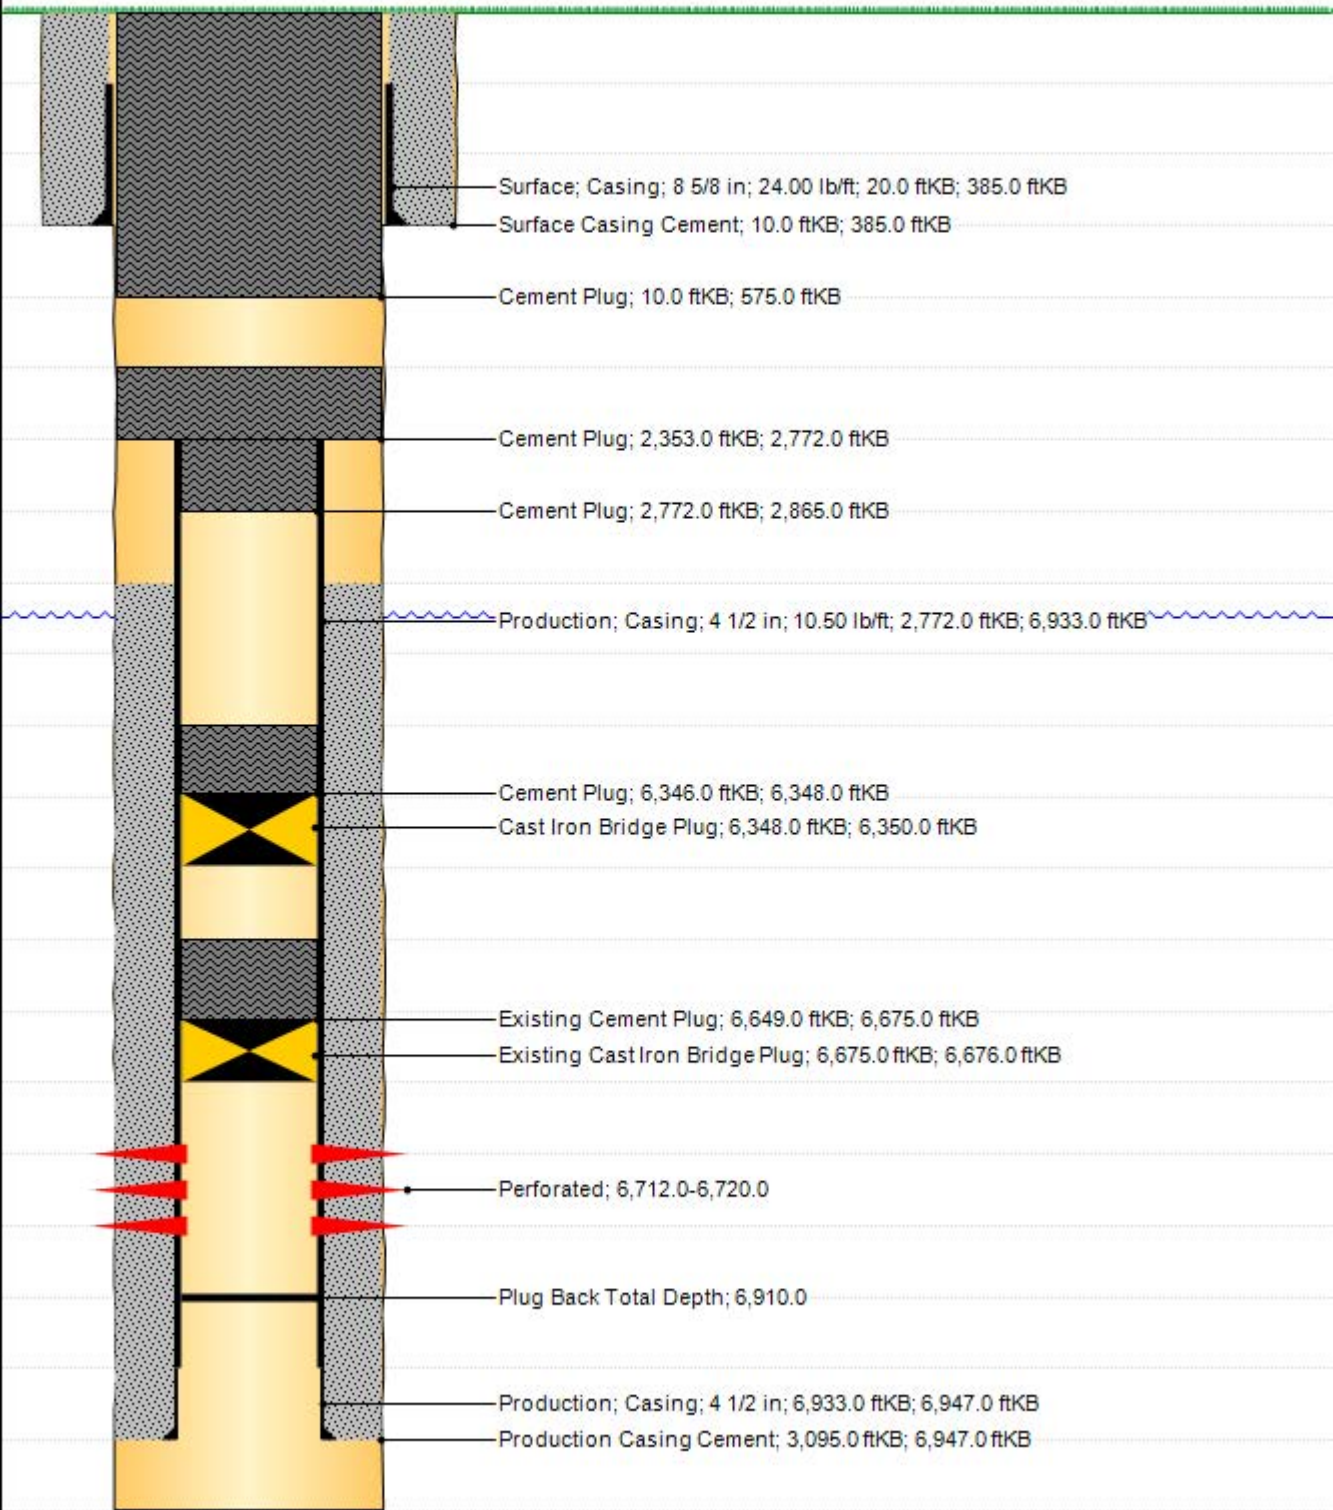 Surface; Casing; 8 5/8 in; 24.00 lb/ft; 20.0 ftKB; 385.0 ftKB
Surface Casing Cement; 10.0 ftKB; 385.0 ftKB
Cement Plug; 10.0 ftKB; 575.0 ftKB
Cement Plug; 2,353.0 ftKB; 2,772.0 ftKB
Cement Plug; 2,772.0 ftKB; 2,865.0 ftKB
Production; Casing; 4 1/2 in; 10.50 lb/ft; 2,772.0 ftKB; 6,933.0 ftKB
Cement Plug; 6,346.0 ftKB; 6,348.0 ftKB
Cast Iron Bridge Plug; 6,348.0 ftKB; 6,350.0 ftKB
Existing Cement Plug; 6,649.0 ftKB; 6,675.0 ftKB
Existing Cast Iron Bridge Plug; 6,675.0 ftKB; 6,676.0 ftKB
Perforated; 6,712.0-6,720.0
Plug Back Total Depth; 6,910.0
Production; Casing; 4 1/2 in; 6,933.0 ftKB; 6,947.0 ftKB
Production Casing Cement; 3,095.0 ftKB; 6,947.0 ftKB